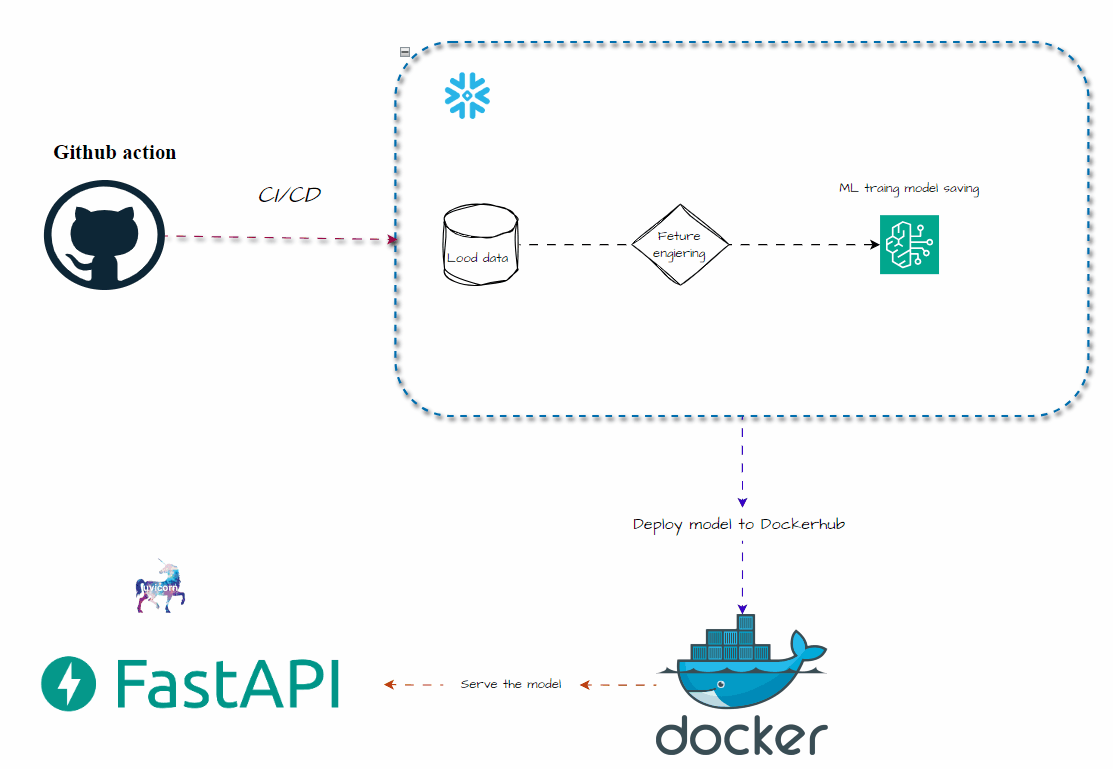 Github action
CI/CD
ML traing model saving
Lood data
Feture
engiering
Deploy model to Dockerhub
uvicorn
FastAPI
Serve the model
docker